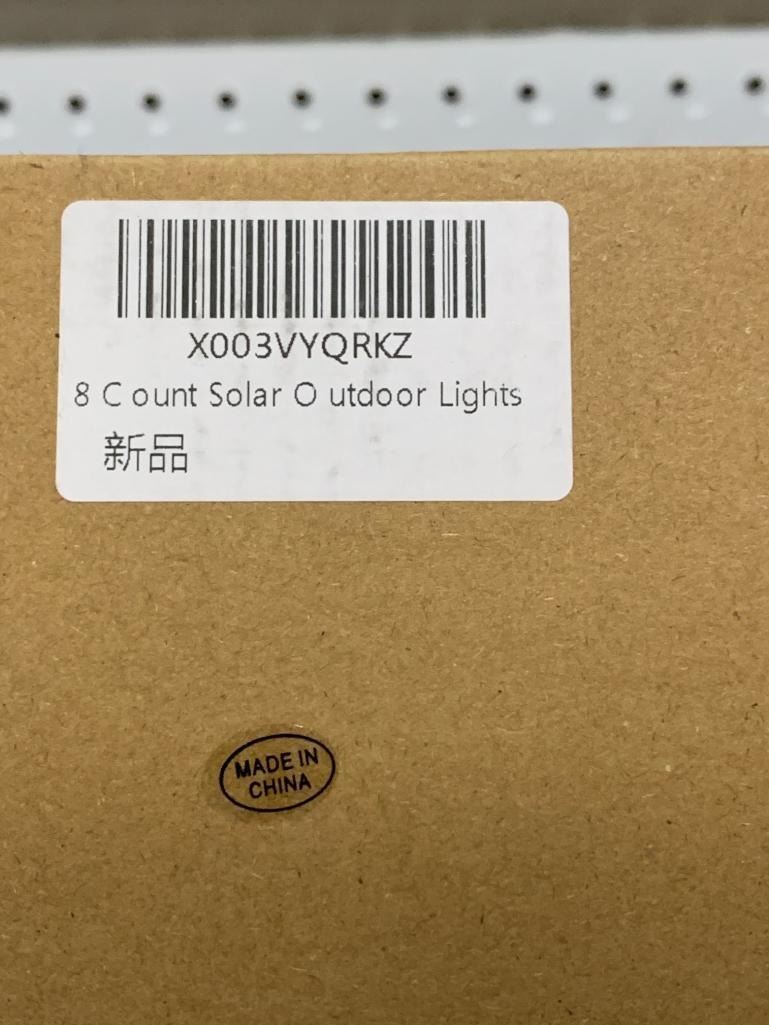 X003VYQRKZ
8 C ount Solar O utdoor Lights
新品
MADE IN
CHINA